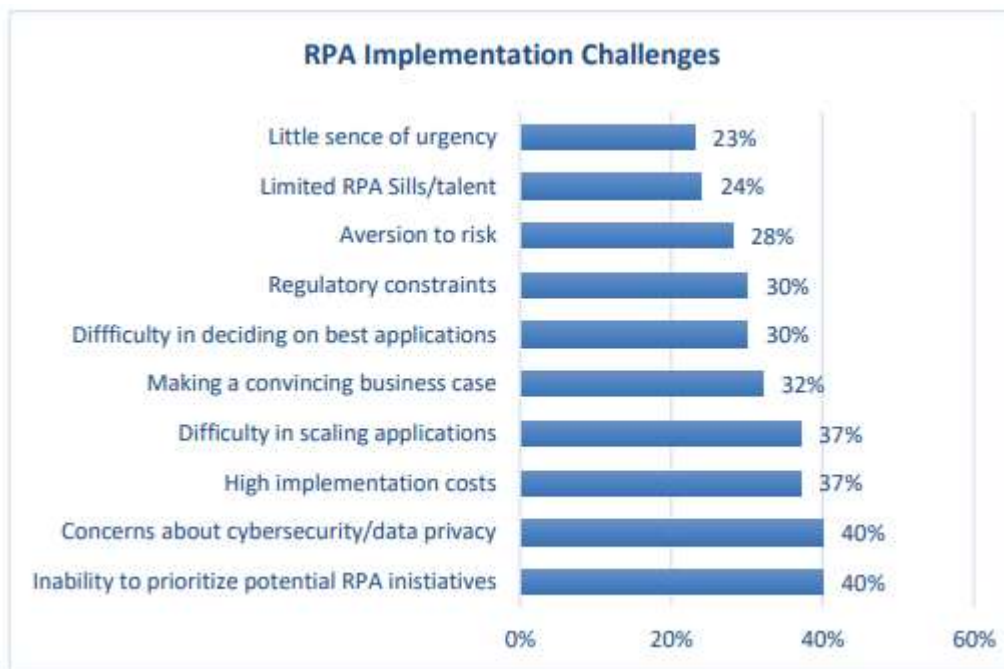 RPA Implementation Challenges
Little sence of urgency 23%
Limited RPA Sills/talent 24%
Aversion to risk 28%
Regulatory constraints 30%
Diffficulty in deciding on best applications 30%
Making a convincing business case 32%
Difficulty in scaling applications 37%
High implementation costs 37%
Concerns about cybersecurity/data privacy 40%
Inability to prioritize potential RPA inistiatives 40%
0% 20% 40% 60%